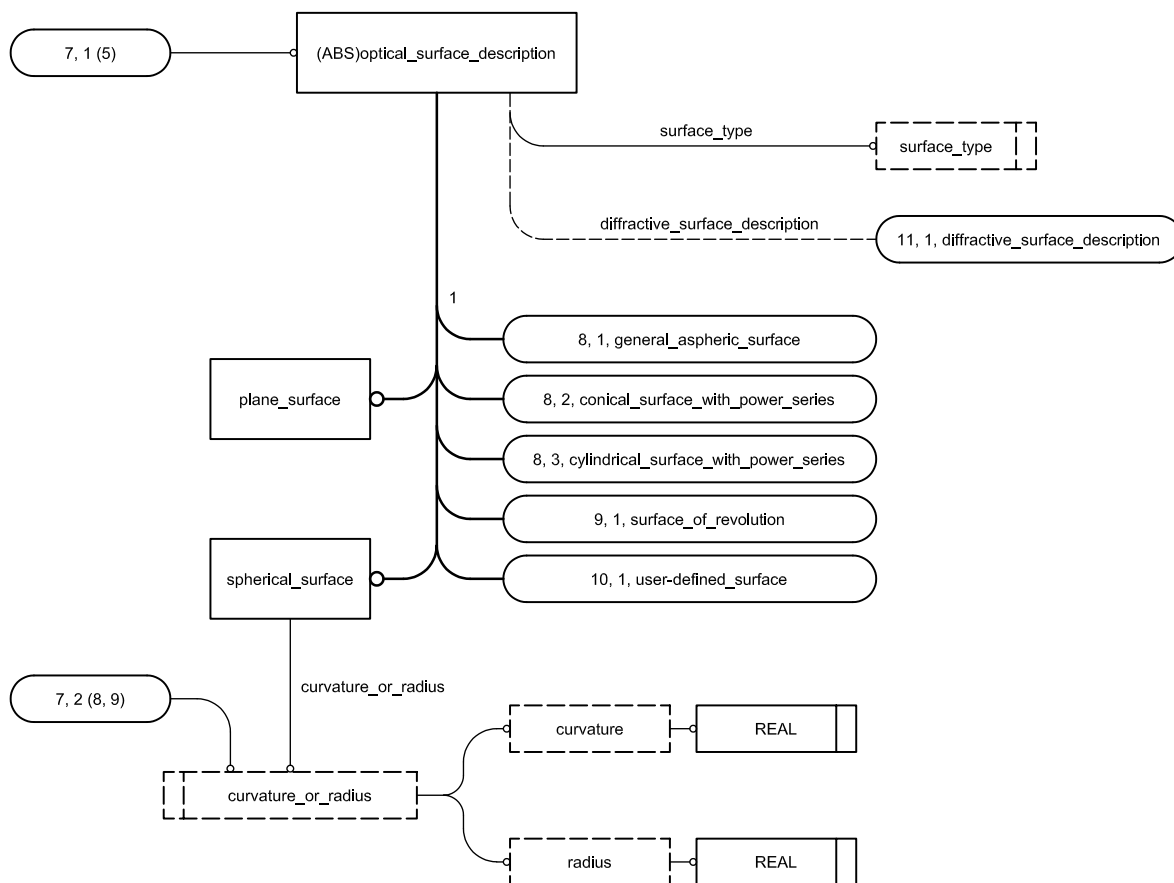 7, 1 (5)
(ABS)optical_surface_description
surface_type
surface_type
diffractive_surface_description
11, 1, diffractive_surface_description
1
8, 1, general_aspheric_surface
plane_surface
8, 2, conical_surface_with_power_series
8, 3, cylindrical_surface_with_power_series
9, 1, surface_of_revolution
spherical_surface
10, 1, user-defined_surface
curvature_or_radius
7, 2 (8, 9)
curvature
REAL
curvature_or_radius
radius
REAL